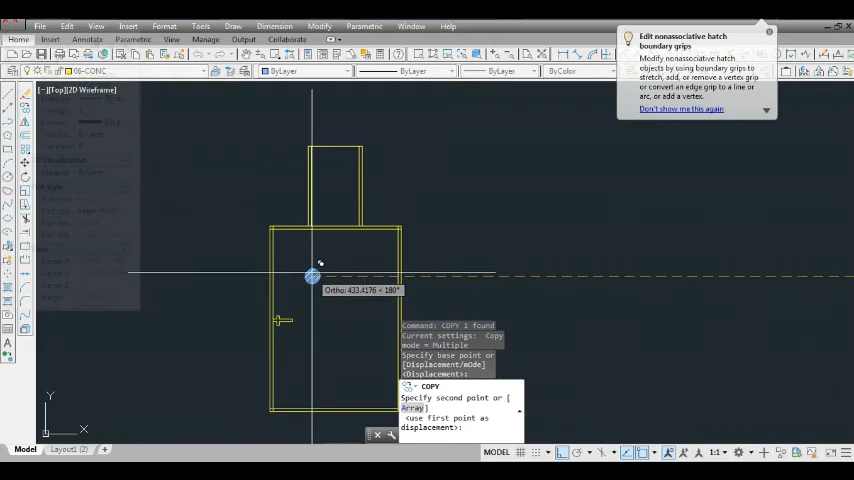 File Edit View Insert Format Tools Draw Dimension Modify Parametric Window Help
Home Insert Annotate Parametric View Manage Output Collaborate
Edit nonassociative hatch
boundary grips
Modify nonassociative hatch
objects by using boundary grips to
stretch, add, or remove a vertex grip
or convert an edge grip to a line or
arc, or add a vertex.
Don't show me this again
06-CONC
ByLayer
ByLayer
ByLayer
ByColor
[−][Top][2D Wireframe]
Ortho: 433.4176 < 180°
Command: COPY 1 found
Current settings: Copy
mode = Multiple
Specify base point or
[Displacement/mOde]
<Displacement>:
COPY
Specify second point or [
Array]
<use first point as
displacement>:
Y
X
Model Layout1 (2) +
MODEL
1:1
A